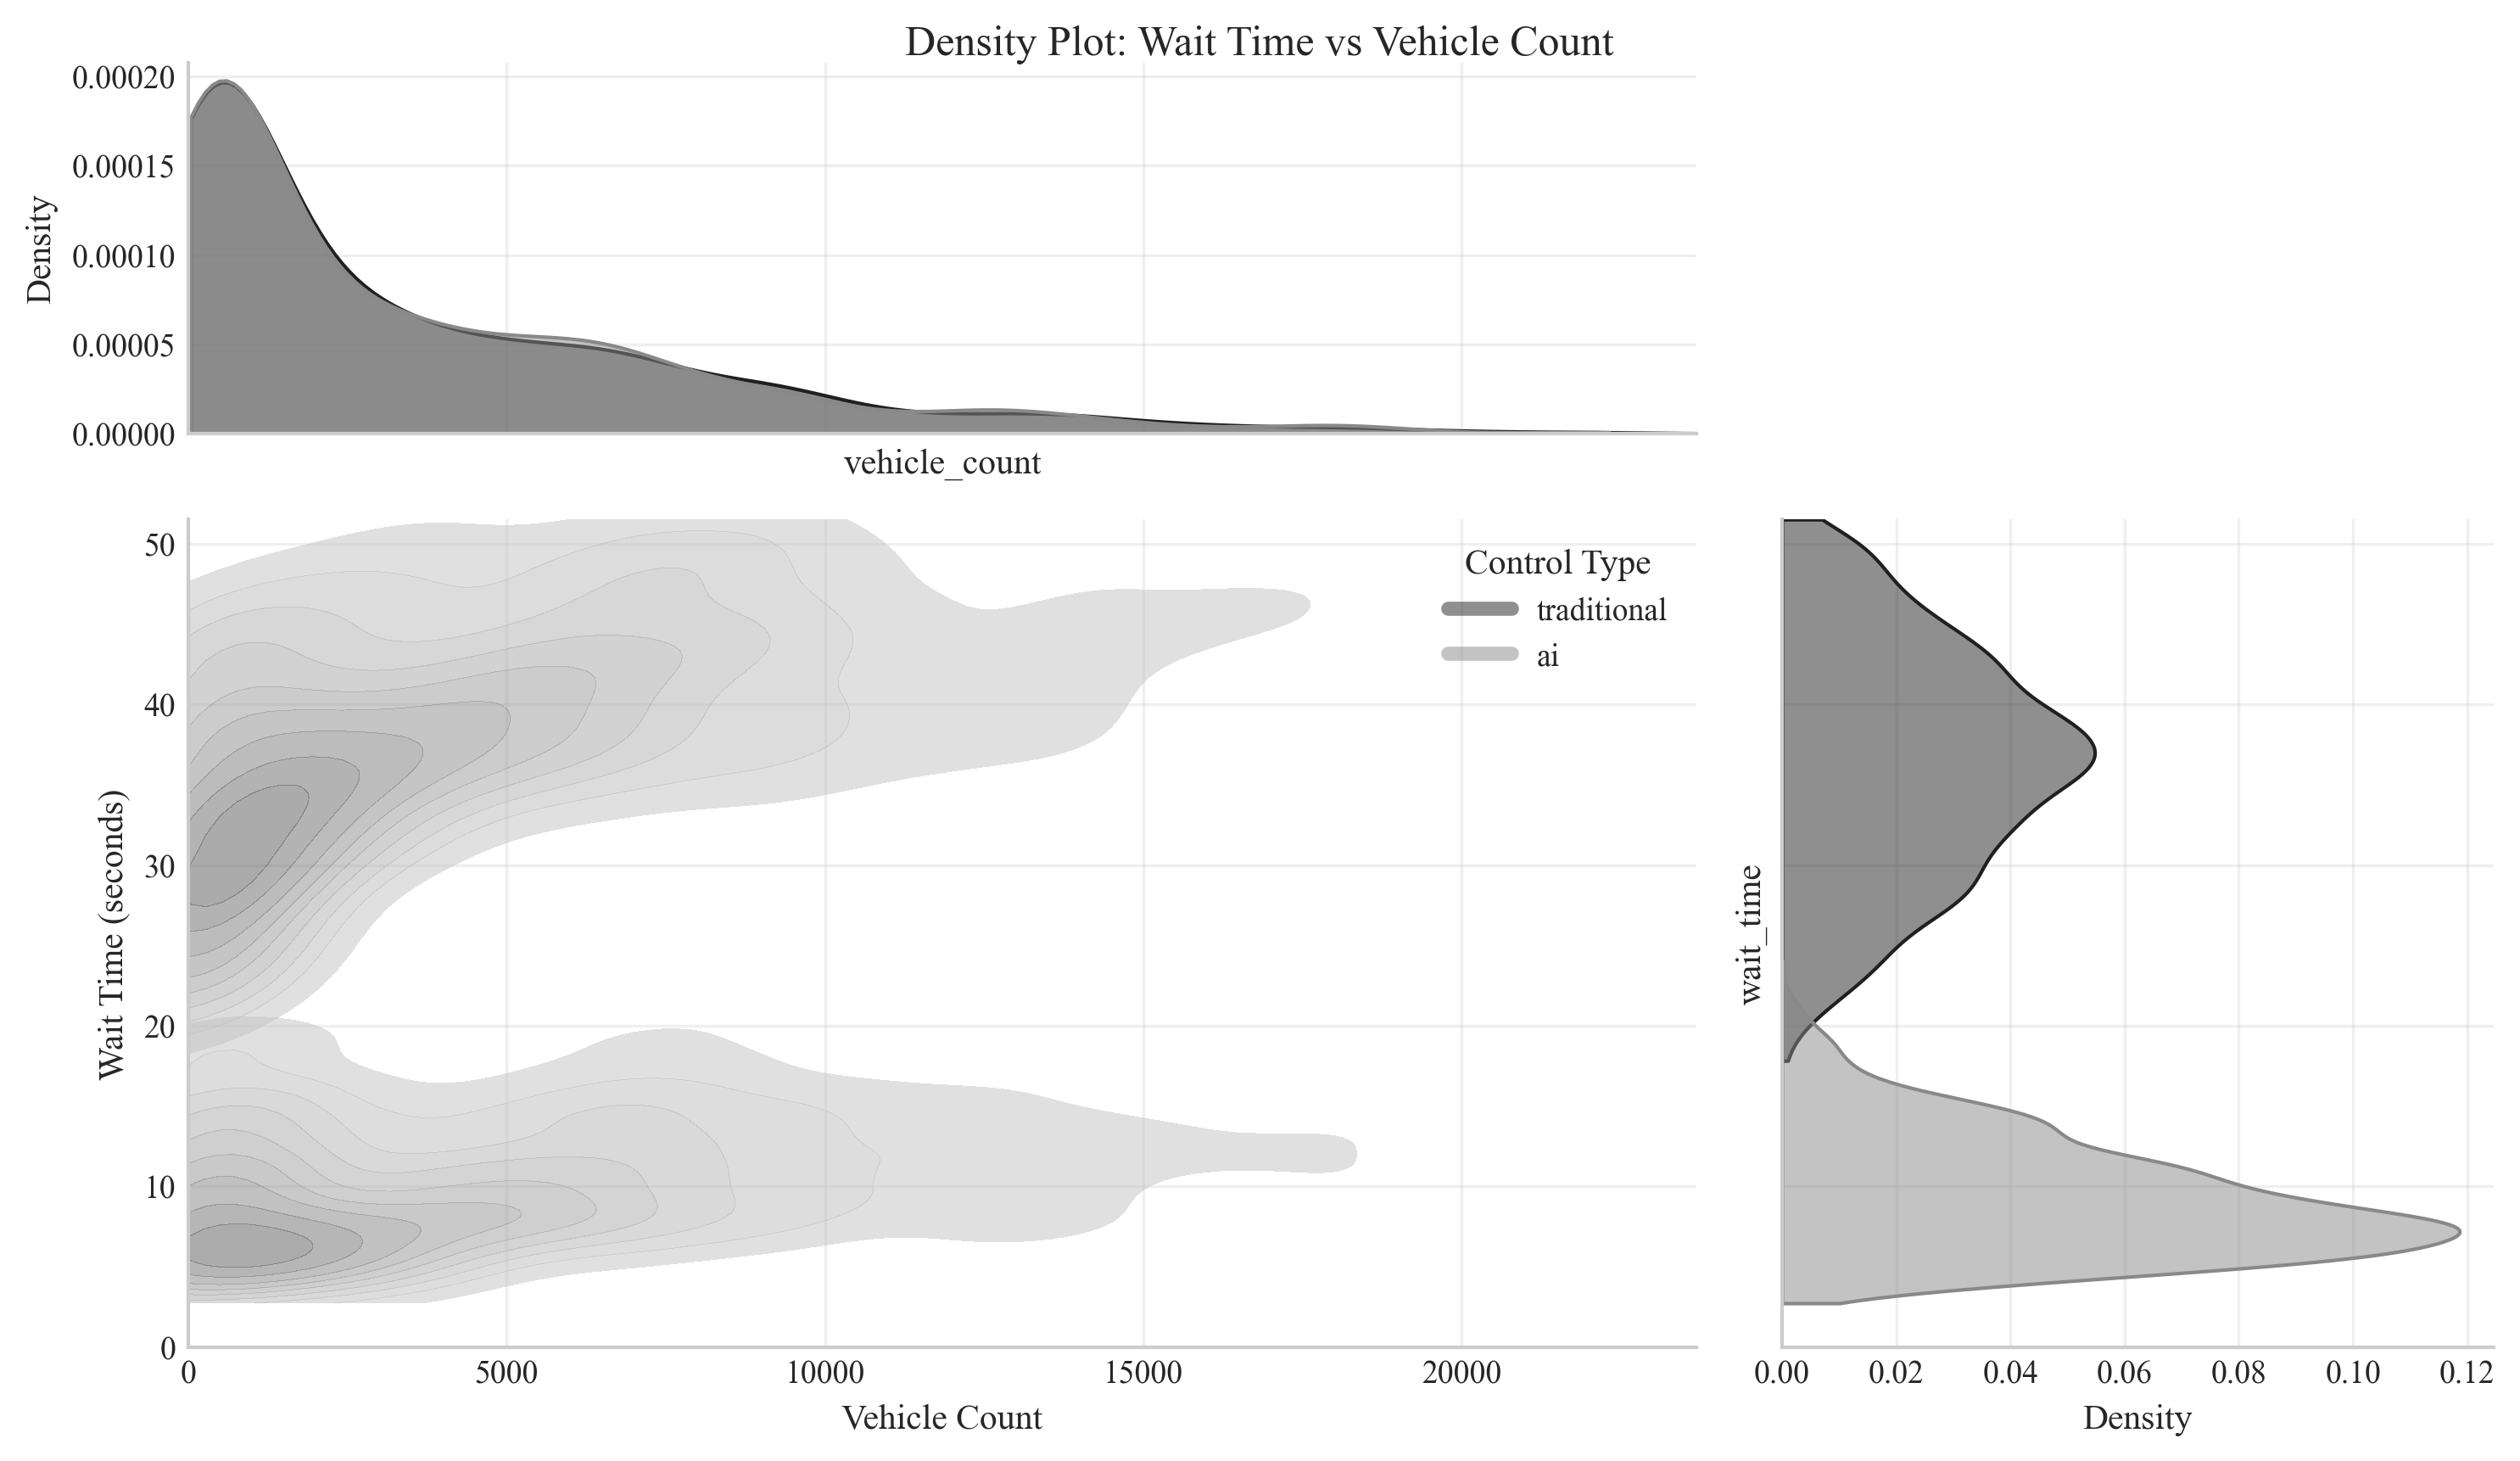 Density Plot: Wait Time vs Vehicle Count
0.00020
0.00015
0.00010
0.00005
0.00000
Density
vehicle_count
50
40
30
20
10
0
Wait Time (seconds)
Control Type
traditional
ai
0 5000 10000 15000 20000
Vehicle Count
wait_time
0.00 0.02 0.04 0.06 0.08 0.10 0.12
Density